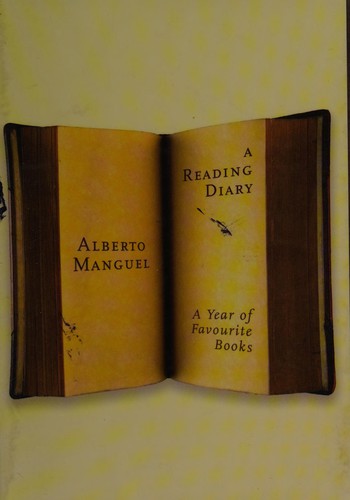 ALBERTO
MANGUEL
A
READING
DIARY
A Year of
Favourite
Books